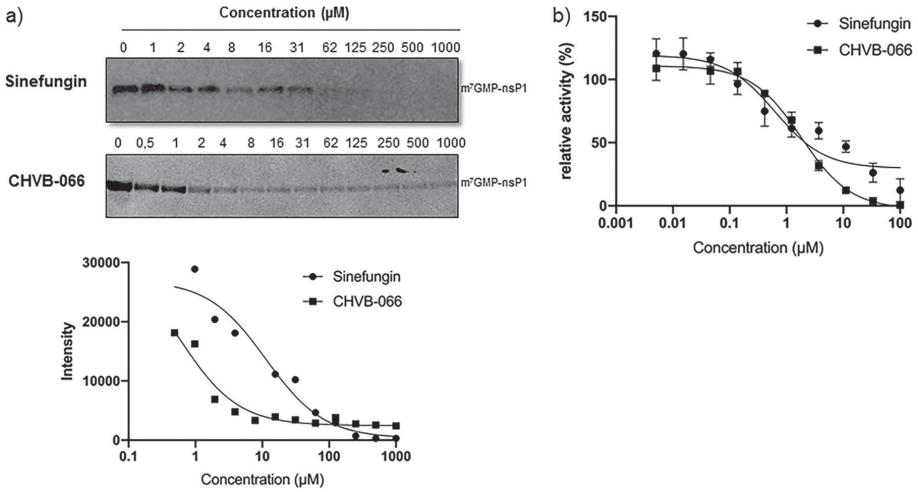 a)
Concentration (µM)
0 1 2 4 8 16 31 62 125 250 500 1000
Sinefungin
m⁷GMP-nsP1
0 0,5 1 2 4 8 16 31 62 125 250 500 1000
CHVB-066
m⁷GMP-nsP1
30000
20000
10000
0
Intensity
0.1 1 10 100 1000
Concentration (µM)
Sinefungin
CHVB-066
b)
150
100
50
0
relative activity (%)
0.001 0.01 0.1 1 10 100
Concentration (µM)
Sinefungin
CHVB-066